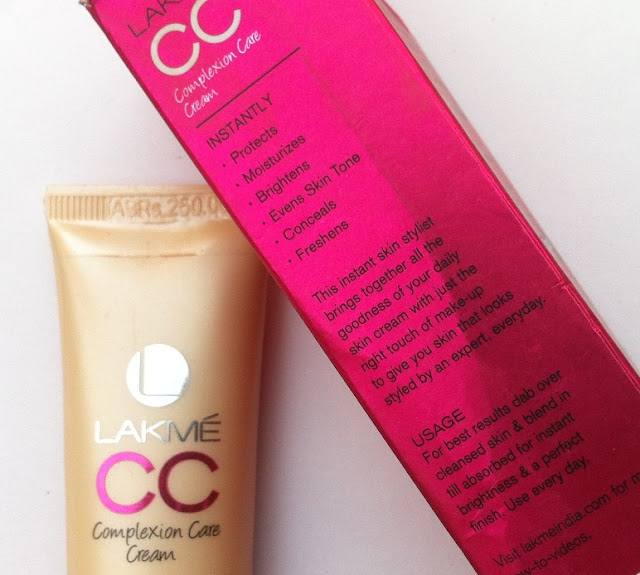 LAKM
CC
Complexion Care
Cream
INSTANTLY
• Protects
• Moisturizes
• Brightens
• Evens Skin Tone
• Conceals
• Freshens
This instant skin stylist
brings together all the
goodness of your daily
skin cream with just the
right touch of make-up
to give you skin that looks
styled by an expert, everyday.
USAGE
For best results dab over
cleansed skin & blend in
till absorbed for instant
brightness & a perfect
finish. Use every day.
Visit lakmeindia.com for
-to-videos.
Rs.250.0
L
LAKMÉ
CC
Complexion Care
Cream